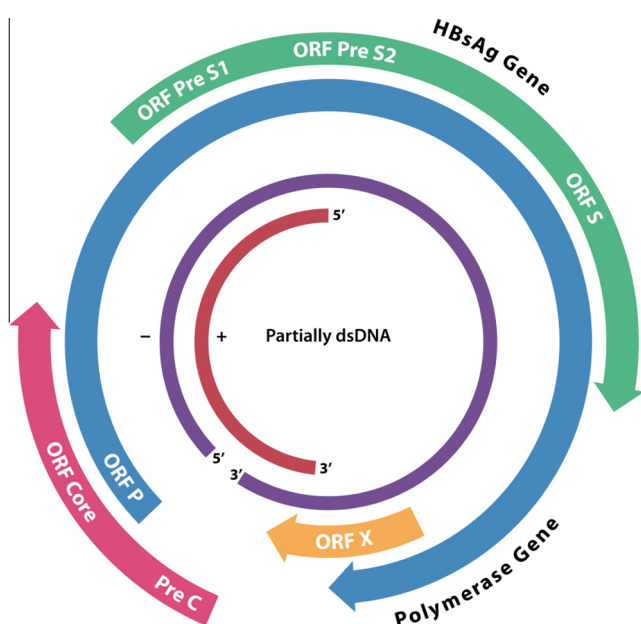 HBsAg Gene
ORF Pre S1
ORF Pre S2
ORF S
5’
–
+
Partially dsDNA
5’
3’
3’
ORF P
ORF Core
Pre C
ORF X
Polymerase Gene